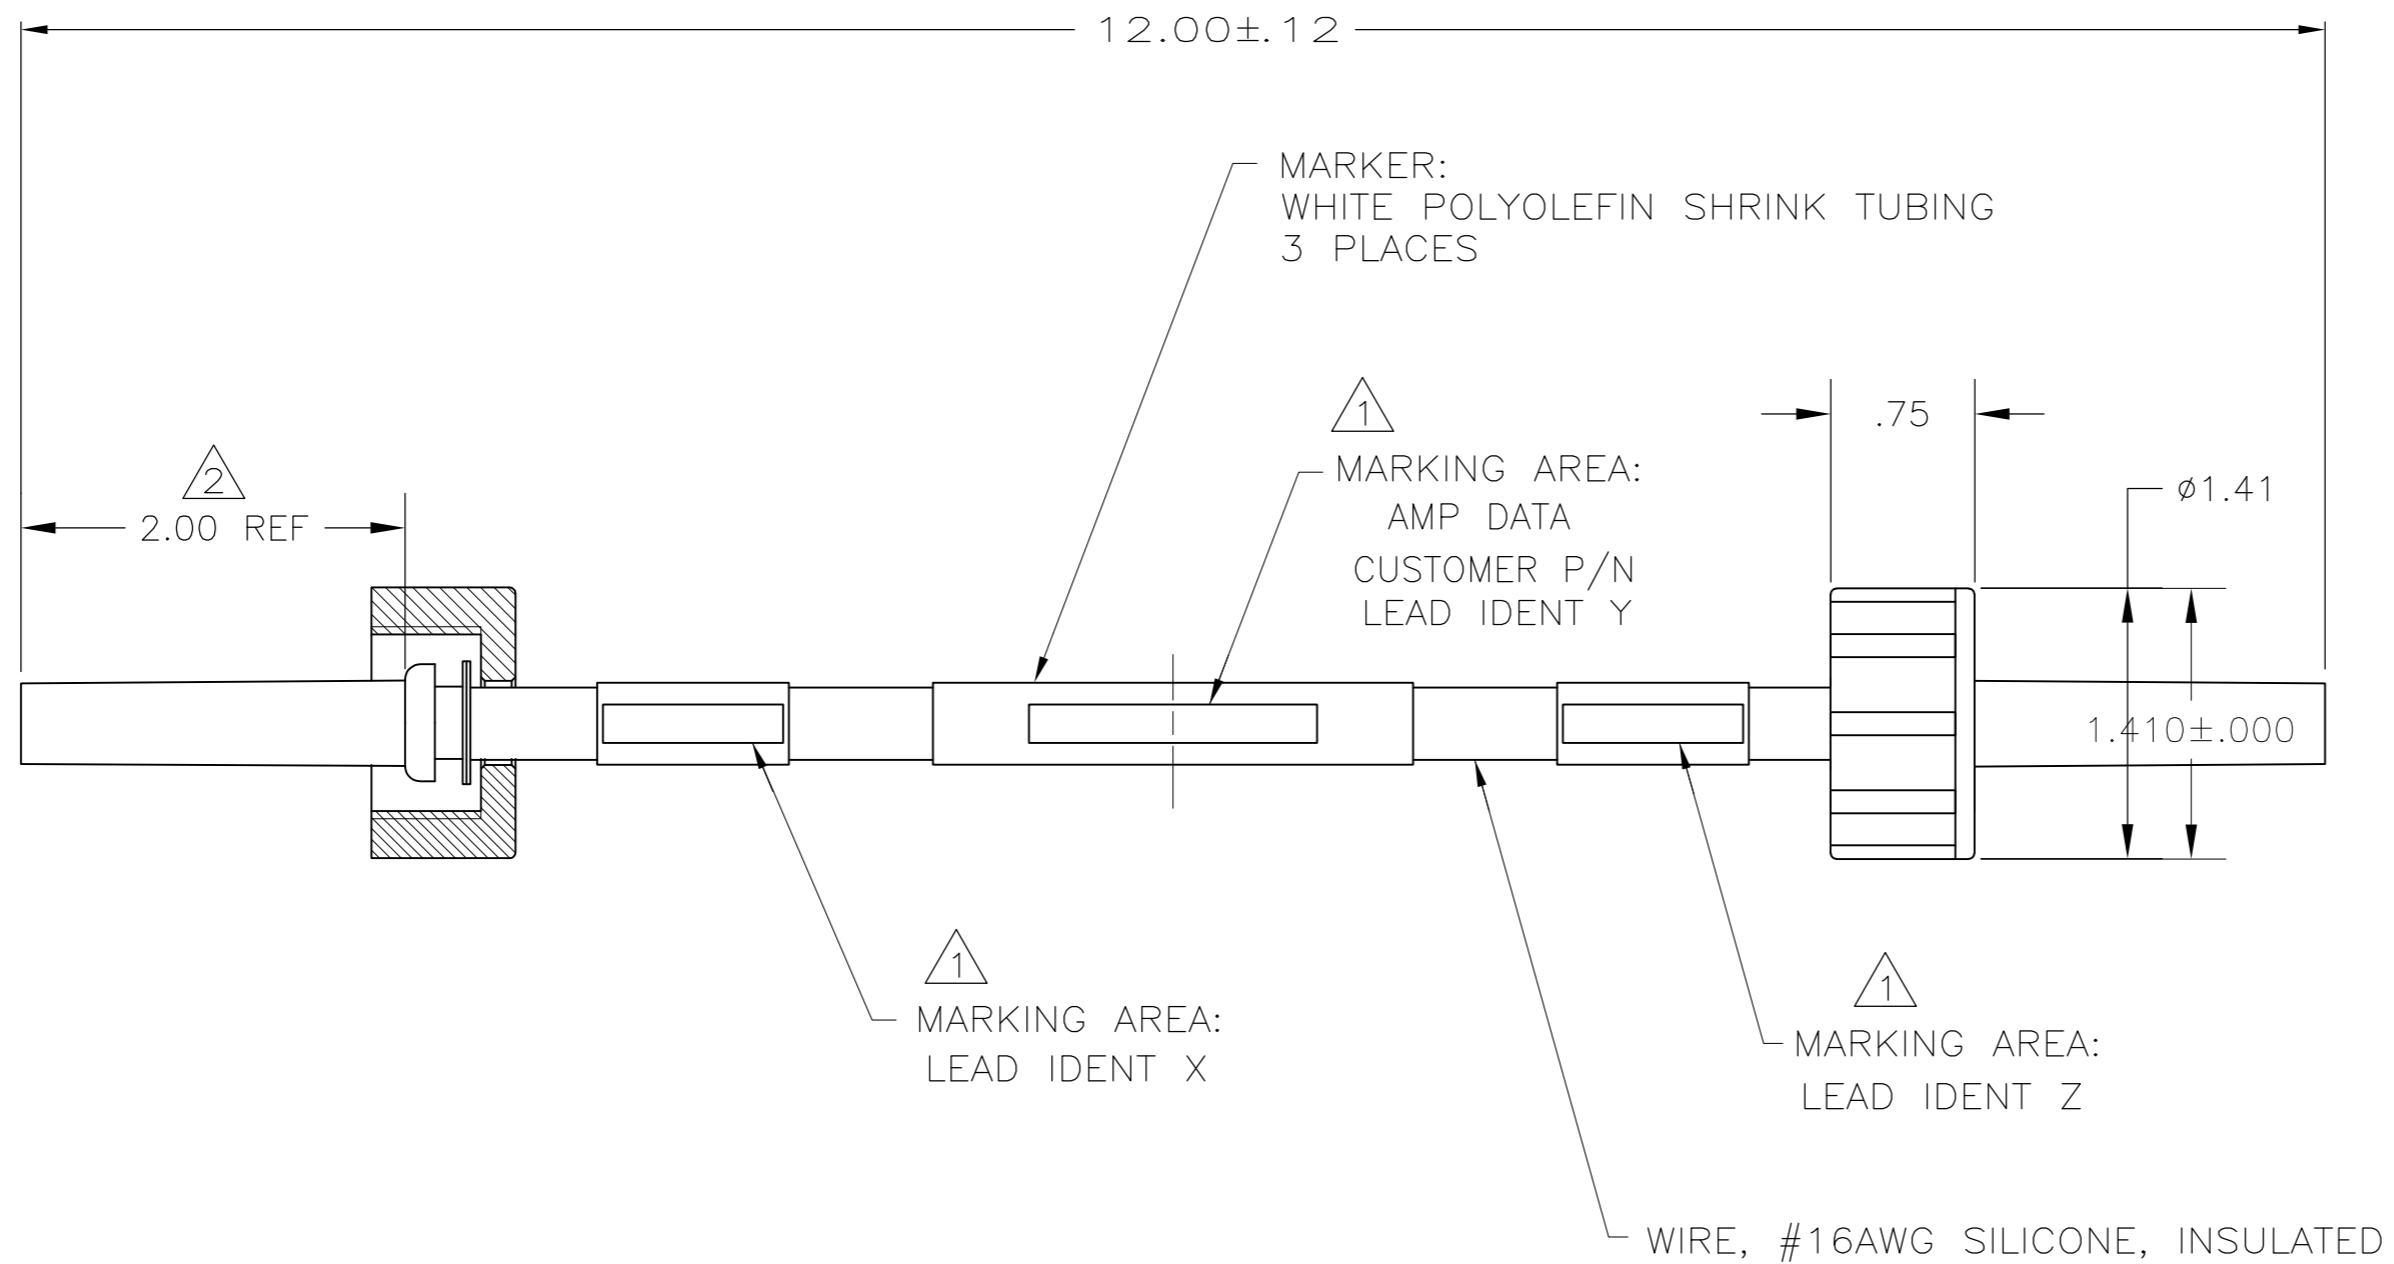 12.00±.12
MARKER:
WHITE POLYOLEFIN SHRINK TUBING
3 PLACES
1
MARKING AREA:
AMP DATA
CUSTOMER P/N
LEAD IDENT Y
.75
2
2.00 REF
ø1.41
1.410±.000
1
MARKING AREA:
LEAD IDENT X
1
MARKING AREA:
LEAD IDENT Z
WIRE, #16AWG SILICONE, INSULATED